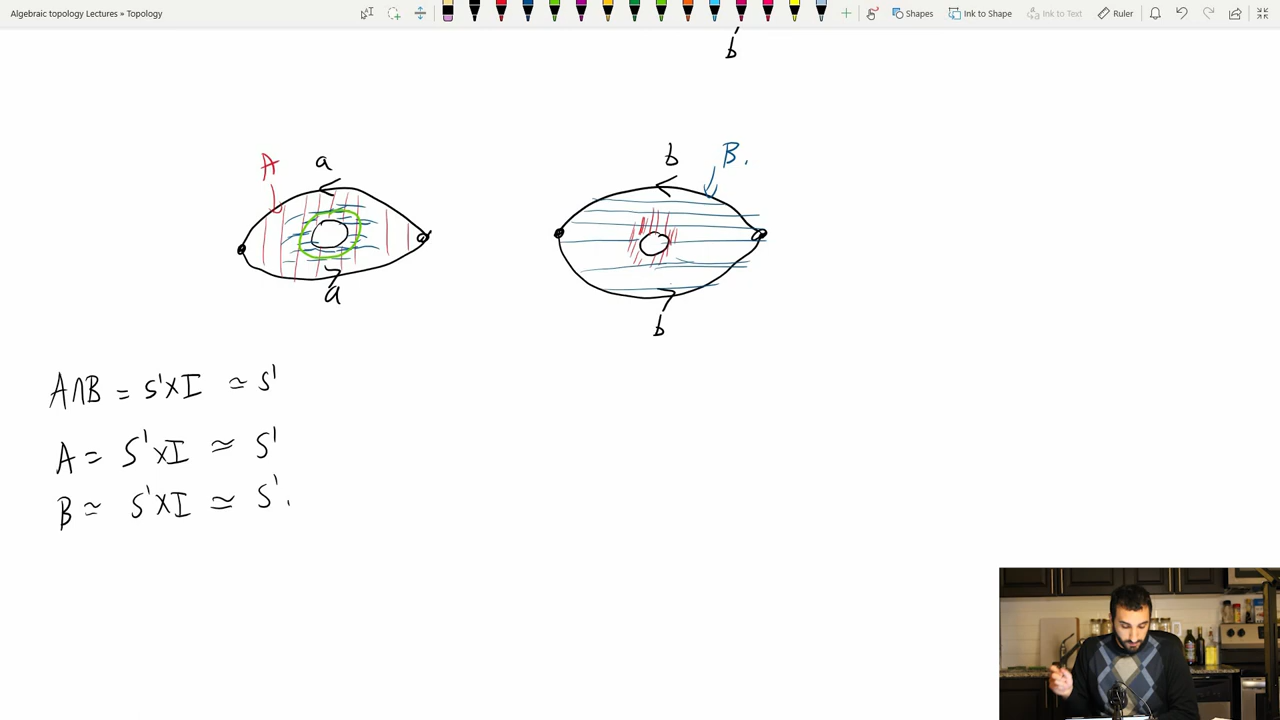 Algebraic topology Lectures » Topology
Shapes
Ink to Shape
Ink to Text
Ruler
b
A
a
a
b
B.
b
A∩B = S¹×I ≃ S¹
A = S¹×I ≃ S¹
B ≃ S¹×I ≃ S¹.